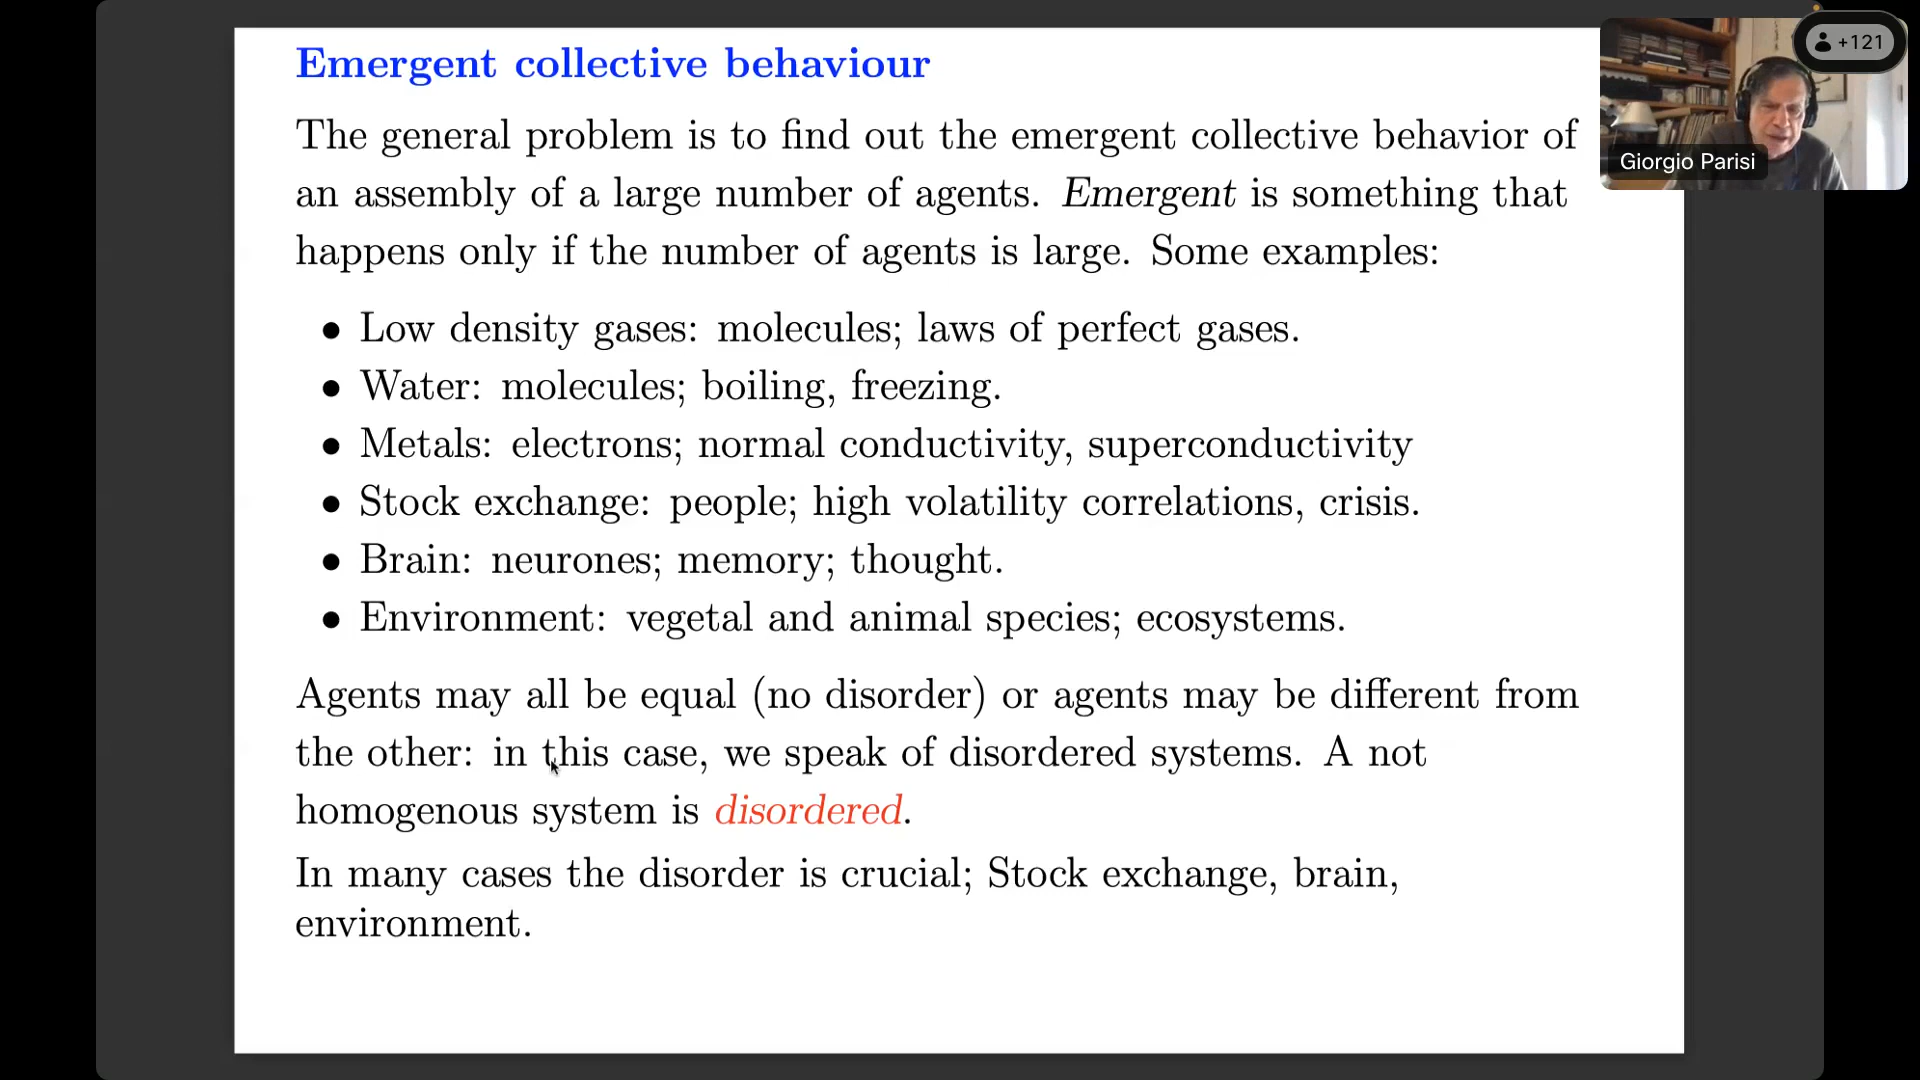 Emergent collective behaviour
The general problem is to find out the emergent collective behavior of
an assembly of a large number of agents. Emergent is something that
happens only if the number of agents is large. Some examples:
• Low density gases: molecules; laws of perfect gases.
• Water: molecules; boiling, freezing.
• Metals: electrons; normal conductivity, superconductivity
• Stock exchange: people; high volatility correlations, crisis.
• Brain: neurones; memory; thought.
• Environment: vegetal and animal species; ecosystems.
Agents may all be equal (no disorder) or agents may be different from
the other: in this case, we speak of disordered systems. A not
homogenous system is disordered.
In many cases the disorder is crucial; Stock exchange, brain,
environment.
+121
Giorgio Parisi